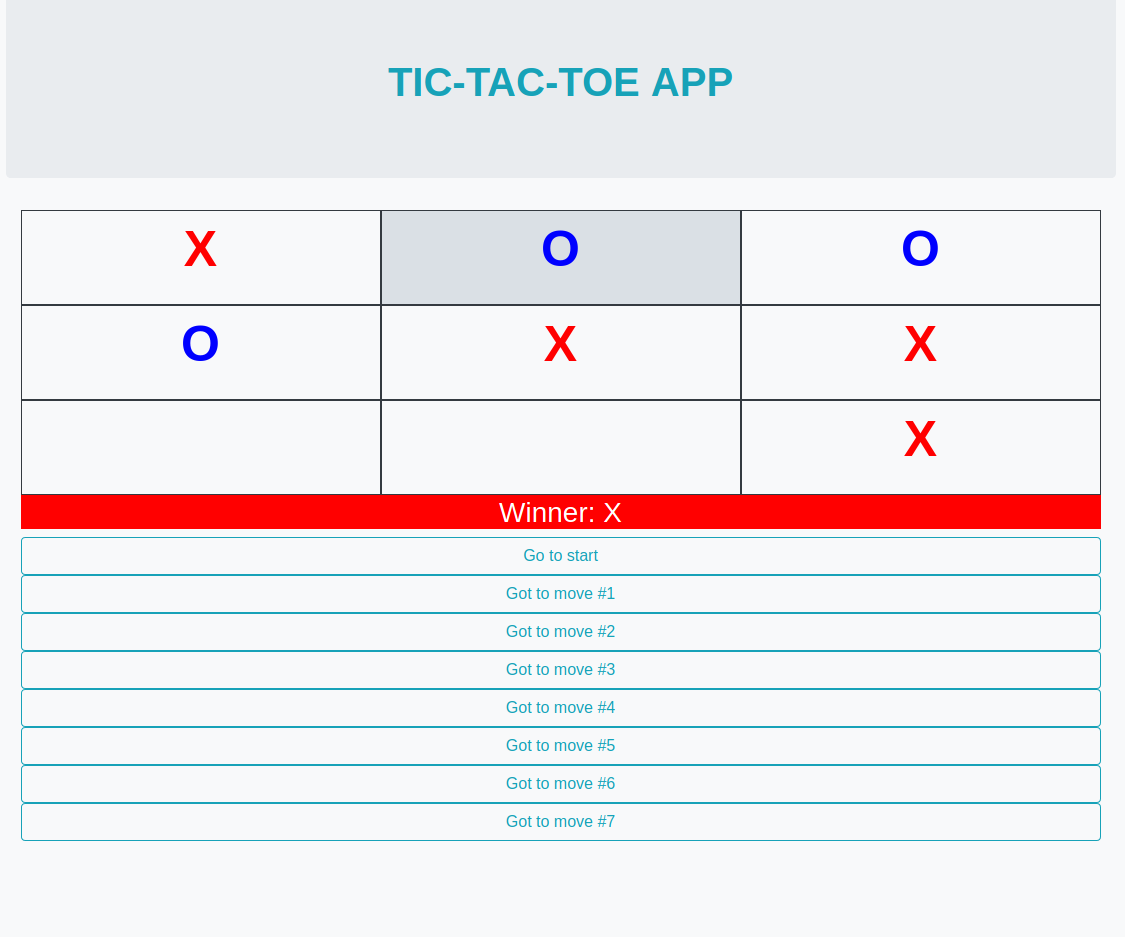 TIC-TAC-TOE APP
X O O
O X X
X
Winner: X
Go to start
Got to move #1
Got to move #2
Got to move #3
Got to move #4
Got to move #5
Got to move #6
Got to move #7